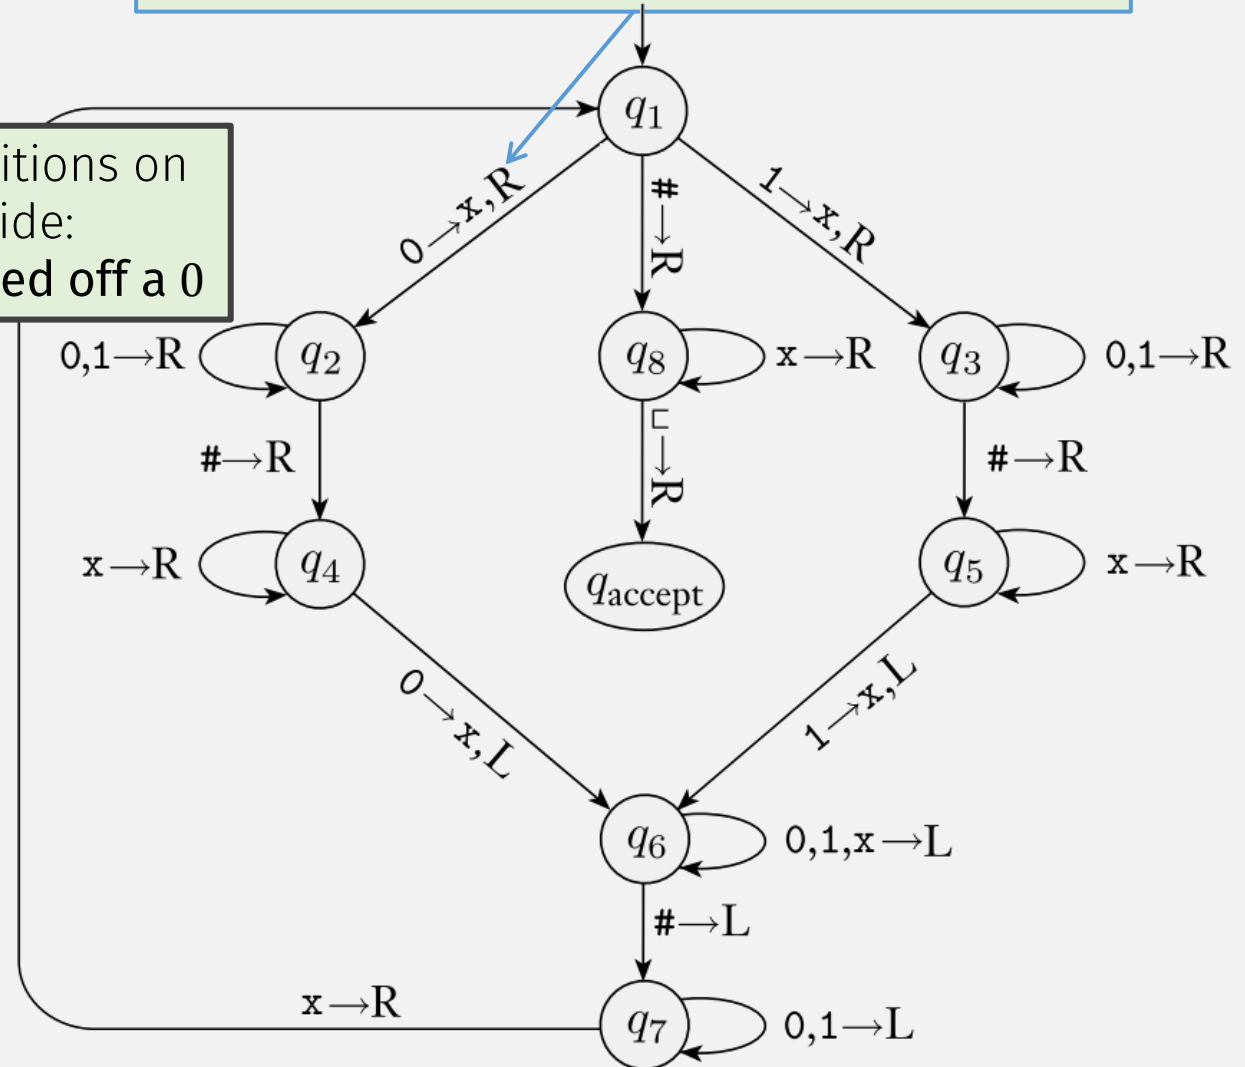 q1
itions on
ide:
ed off a 0
0→x,R
#→R
1→x,R
0,1→R
q2
q8
x→R
q3
0,1→R
#→R
⊔→R
#→R
x→R
q4
qaccept
q5
x→R
0→x,L
1→x,L
q6
0,1,x→L
#→L
x→R
q7
0,1→L